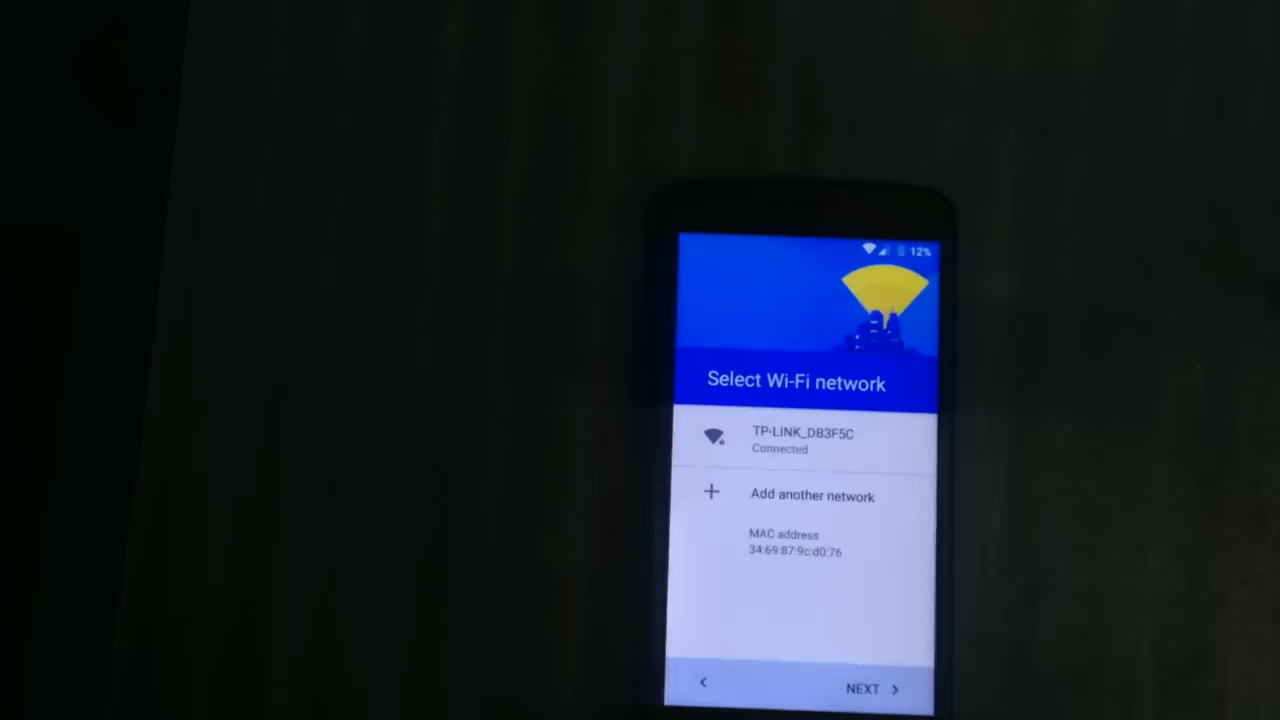 12%
Select Wi-Fi network
TP-LINK_DB3F5C
Connected
Add another network
MAC address
34:69:87:9c:d0:76
NEXT